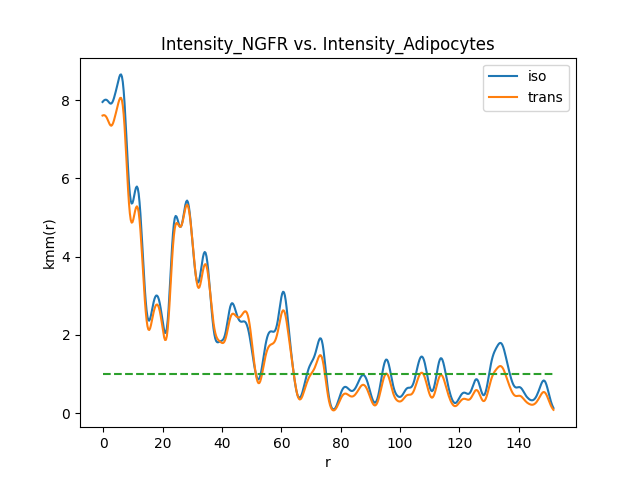 Intensity_NGFR vs. Intensity_Adipocytes
iso
trans
kmm(r)
8
6
4
2
0
0 20 40 60 80 100 120 140
r